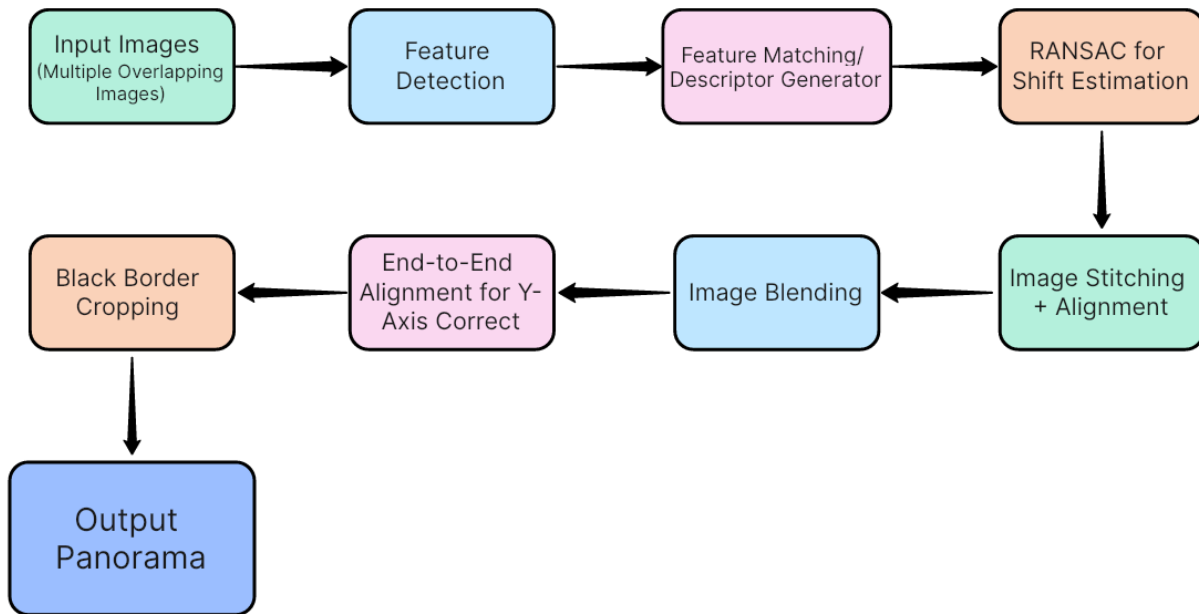 Input Images
(Multiple Overlapping
Images)
Feature
Detection
Feature Matching/
Descriptor Generator
RANSAC for
Shift Estimation
Image Stitching
+ Alignment
Image Blending
End-to-End
Alignment for Y-
Axis Correct
Black Border
Cropping
Output
Panorama